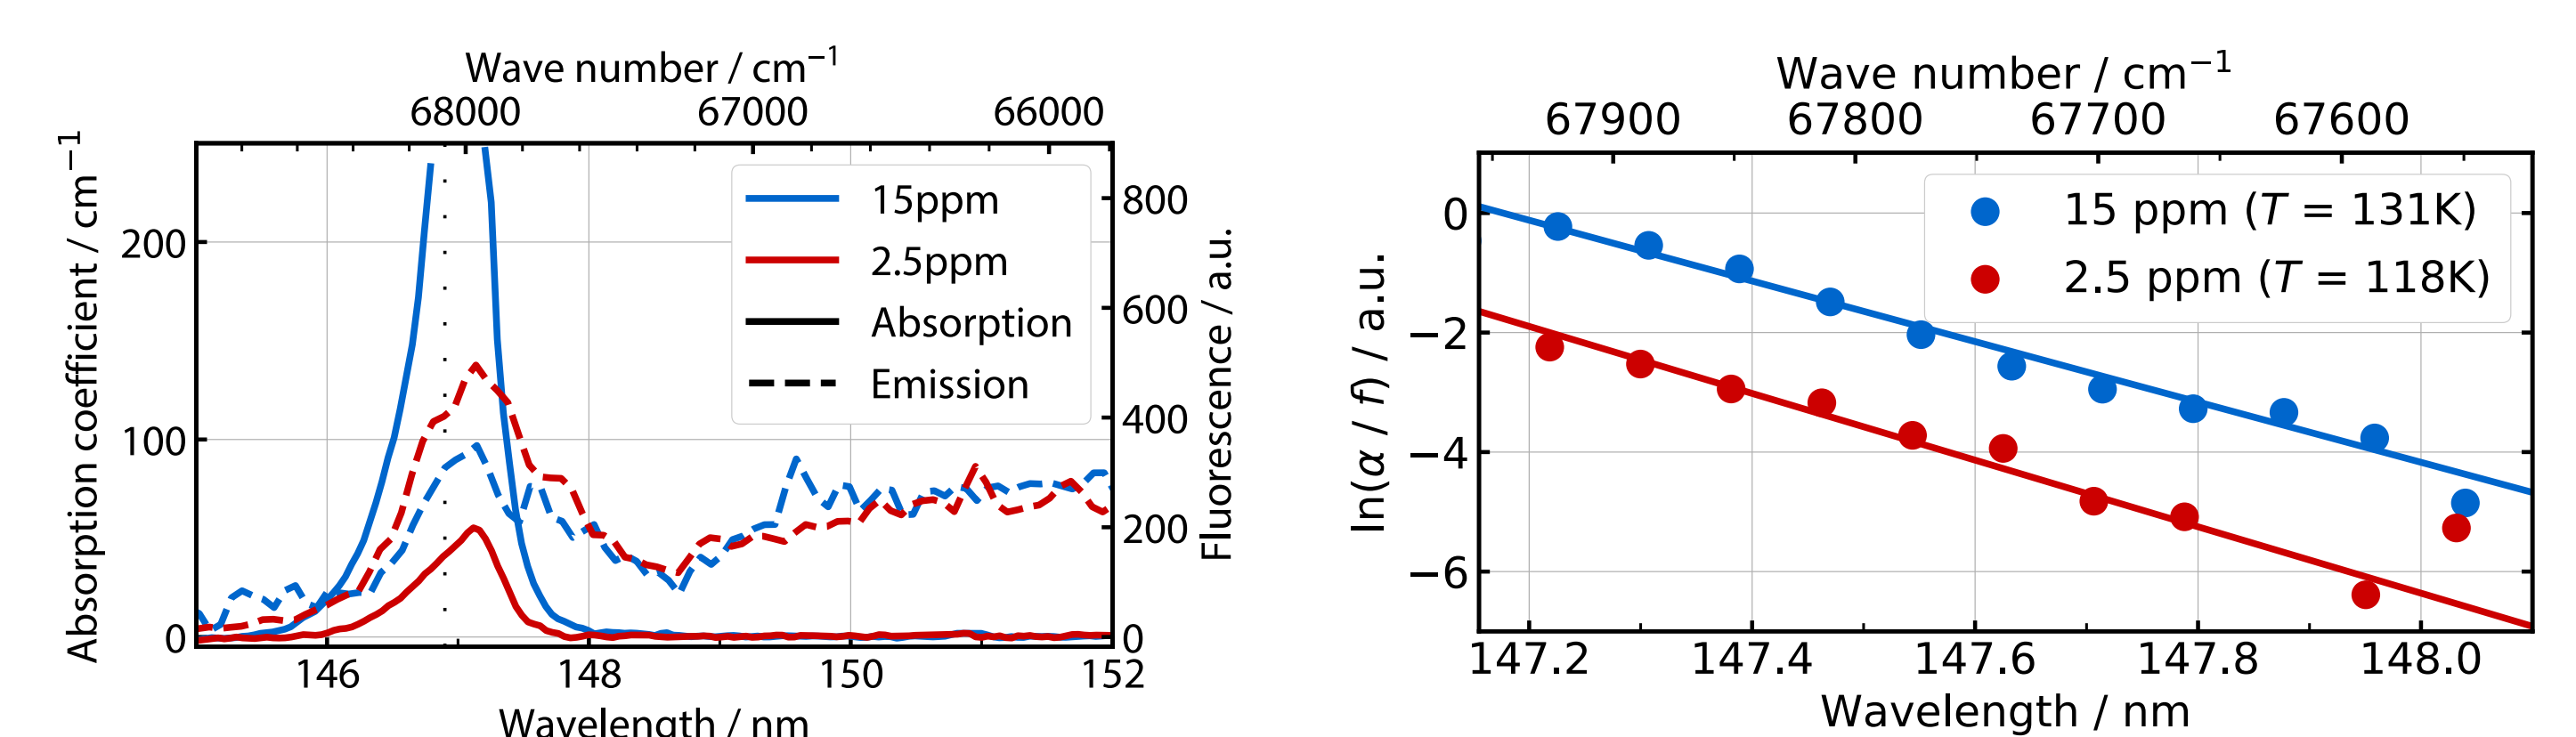 Wave number / cm⁻¹
68000 67000 66000
Absorption coefficient / cm⁻¹
200
100
0
15ppm
2.5ppm
Absorption
Emission
800
600
400
200
0
Fluorescence / a.u.
146 148 150 152
Wavelength / nm
Wave number / cm⁻¹
67900 67800 67700 67600
ln(α / f) / a.u.
0
−2
−4
−6
15 ppm (T = 131K)
2.5 ppm (T = 118K)
147.2 147.4 147.6 147.8 148.0
Wavelength / nm